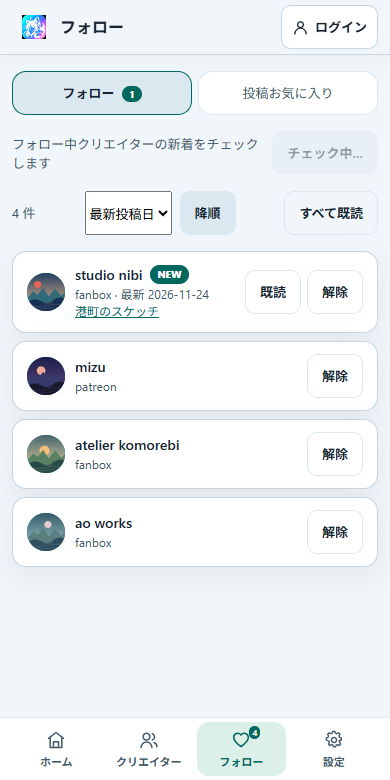 フォロー
ログイン
フォロー 1
投稿お気に入り
フォロー中クリエイターの新着をチェック
します
チェック中...
4 件
最新投稿日
降順
すべて既読
studio nibi NEW
fanbox · 最新 2026-11-24
港町のスケッチ
既読
解除
mizu
patreon
解除
atelier komorebi
fanbox
解除
ao works
fanbox
解除
ホーム
クリエイター
4
フォロー
設定